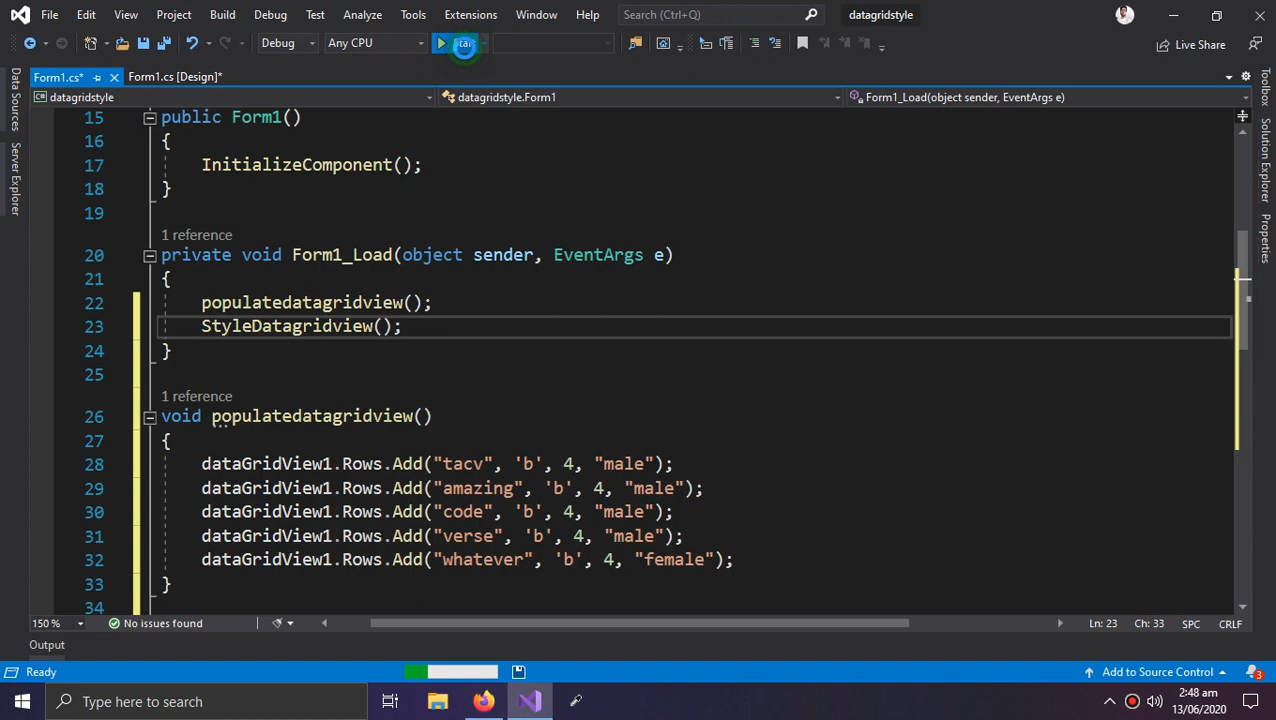 File Edit View Project Build Debug Test Analyze Tools Extensions Window Help Search (Ctrl+Q) datagridstyle
Debug Any CPU Live Share
Form1.cs* Form1.cs [Design]*
datagridstyle datagridstyle.Form1 Form1_Load(object sender, EventArgs e)
Data Sources
Server Explorer
Toolbox
Solution Explorer
Properties
15 public Form1()
16 {
17 InitializeComponent();
18 }
19
1 reference
20 private void Form1_Load(object sender, EventArgs e)
21 {
22 populatedatagridview();
23 StyleDatagridview();
24 }
25
1 reference
26 void populatedatagridview()
27 {
28 dataGridView1.Rows.Add("tacv", 'b', 4, "male");
29 dataGridView1.Rows.Add("amazing", 'b', 4, "male");
30 dataGridView1.Rows.Add("code", 'b', 4, "male");
31 dataGridView1.Rows.Add("verse", 'b', 4, "male");
32 dataGridView1.Rows.Add("whatever", 'b', 4, "female");
33 }
34
150 % No issues found Ln: 23 Ch: 33 SPC CRLF
Output
Ready Add to Source Control 3
Type here to search 2:48 am
13/06/2020